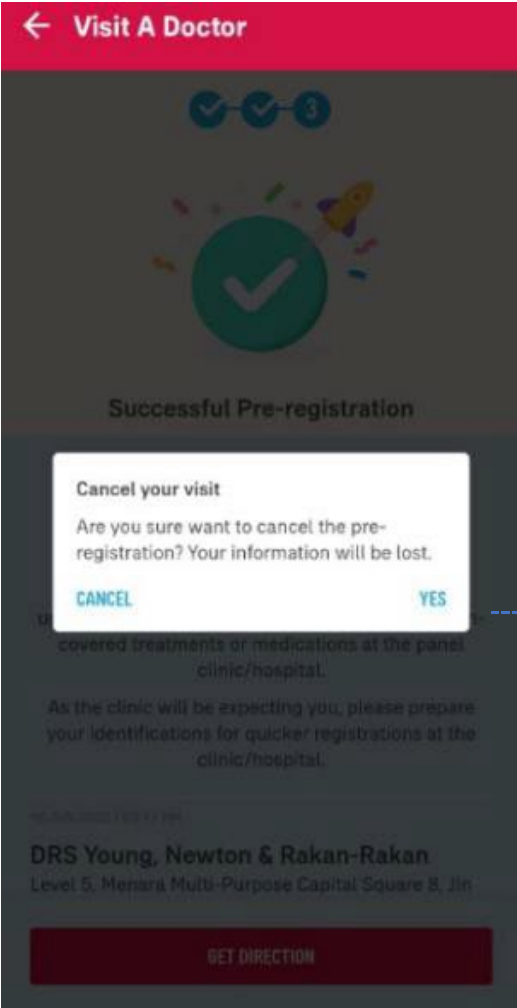 Visit A Doctor
3
Successful Pre-registration
Cancel your visit
Are you sure want to cancel the pre-
registration? Your information will be lost.
CANCEL YES
covered treatments or medications at the panel
clinic/hospital.
As the clinic will be expecting you, please prepare
your identifications for quicker registrations at the
clinic/hospital.
DRS Young, Newton & Rakan-Rakan
Level 5, Menara Multi-Purpose Capital Square 8, Jln
GET DIRECTION